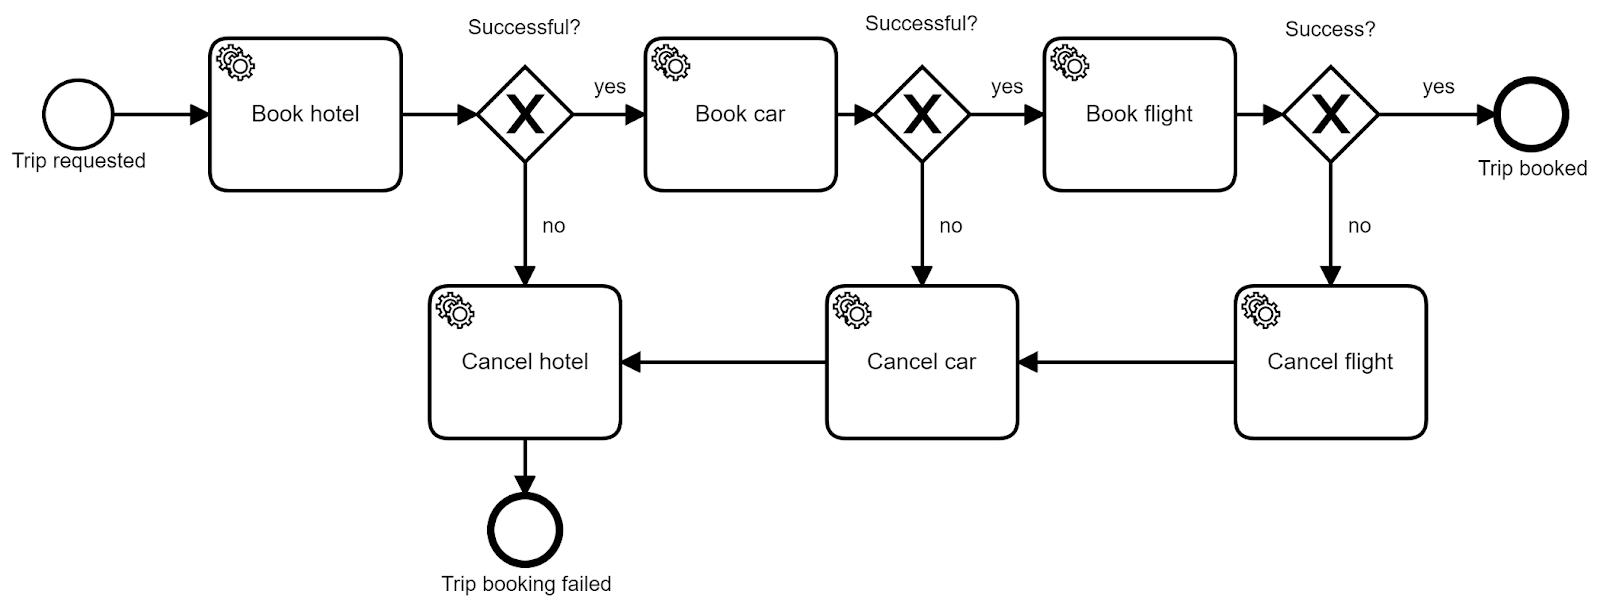 Successful?
Successful?
Success?
yes
yes
yes
Book hotel
Book car
Book flight
Trip requested
Trip booked
no
no
no
Cancel hotel
Cancel car
Cancel flight
Trip booking failed